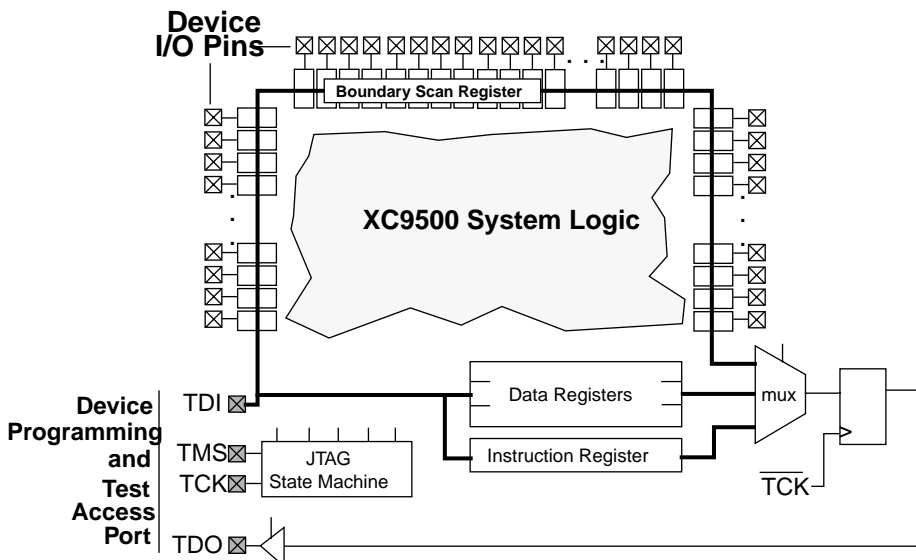 Device
I/O Pins
Boundary Scan Register
XC9500 System Logic
Device
Programming
and
Test
Access
Port
TDI
TMS
TCK
TDO
JTAG
State Machine
Data Registers
Instruction Register
mux
TCK